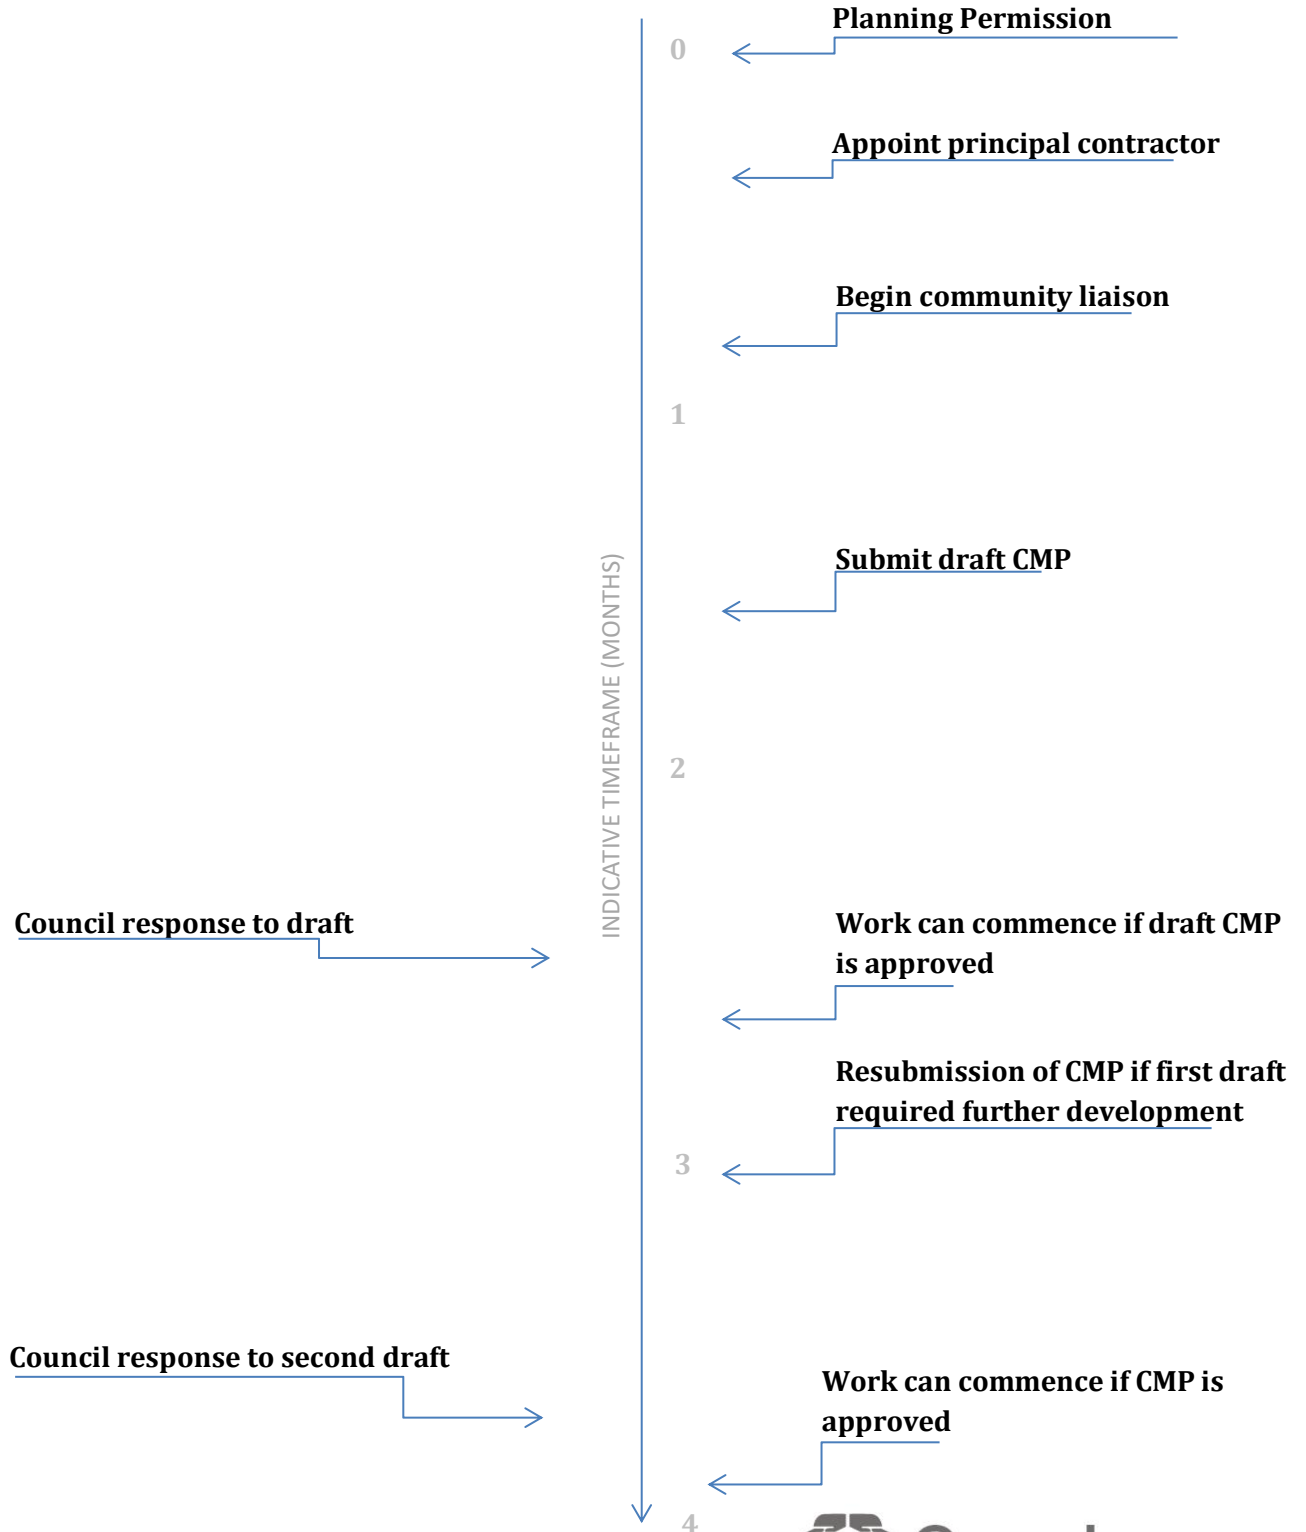 Planning Permission
0
Appoint principal contractor
Begin community liaison
1
Submit draft CMP
INDICATIVE TIMEFRAME (MONTHS)
2
Council response to draft
Work can commence if draft CMP
is approved
Resubmission of CMP if first draft
required further development
3
Council response to second draft
Work can commence if CMP is
approved
4